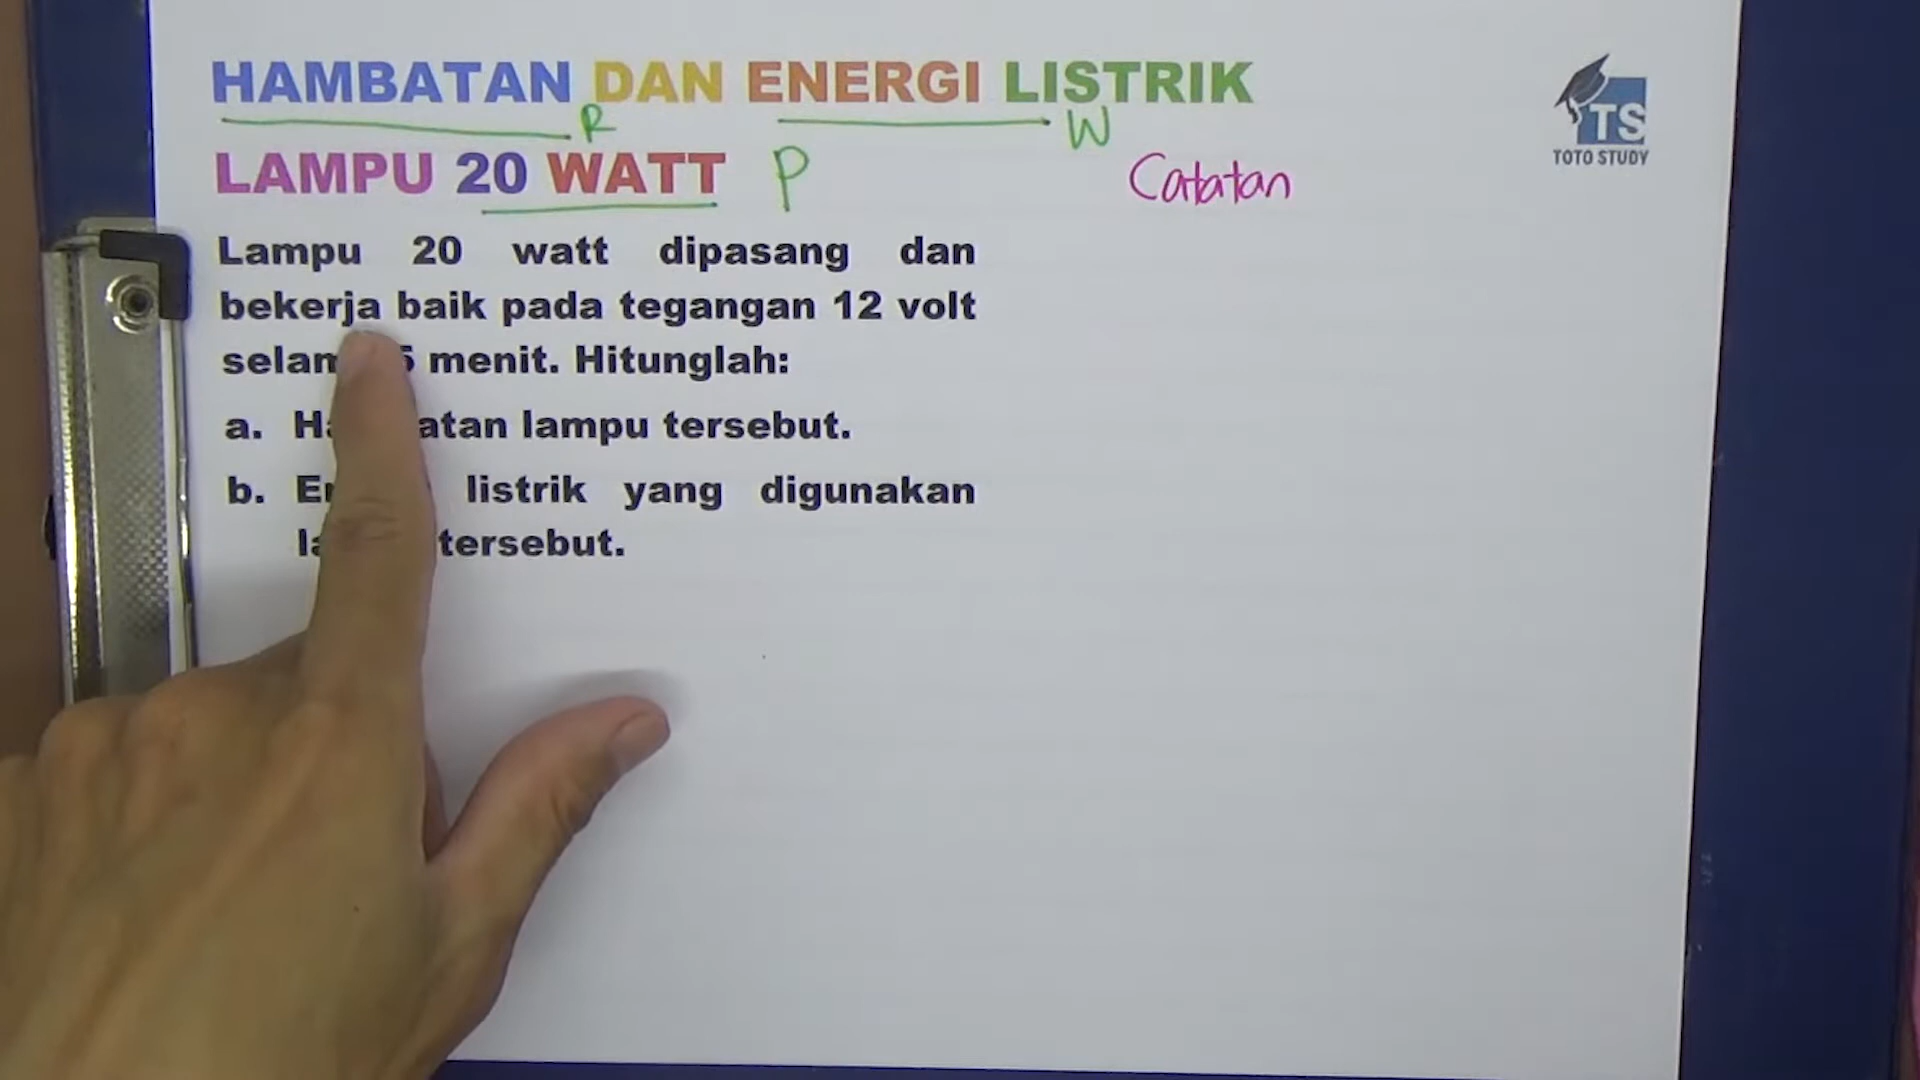 HAMBATAN DAN ENERGI LISTRIK
R W
LAMPU 20 WATT P
Catatan
TS
TOTO STUDY
Lampu 20 watt dipasang dan
bekerja baik pada tegangan 12 volt
menit. Hitunglah:
a. lampu tersebut.
b. listrik yang digunakan
tersebut.